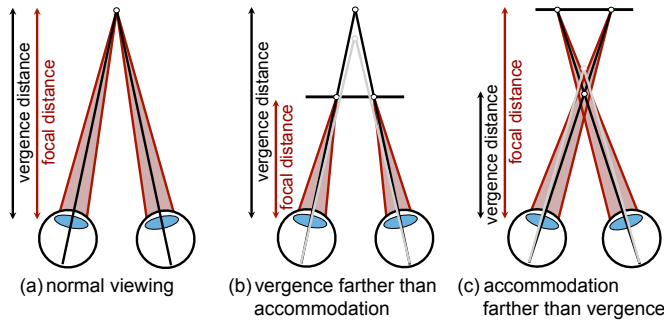 vergence distance
focal distance
vergence distance
focal distance
vergence distance
focal distance
(a) normal viewing
(b) vergence farther than
accommodation
(c) accommodation
farther than vergence